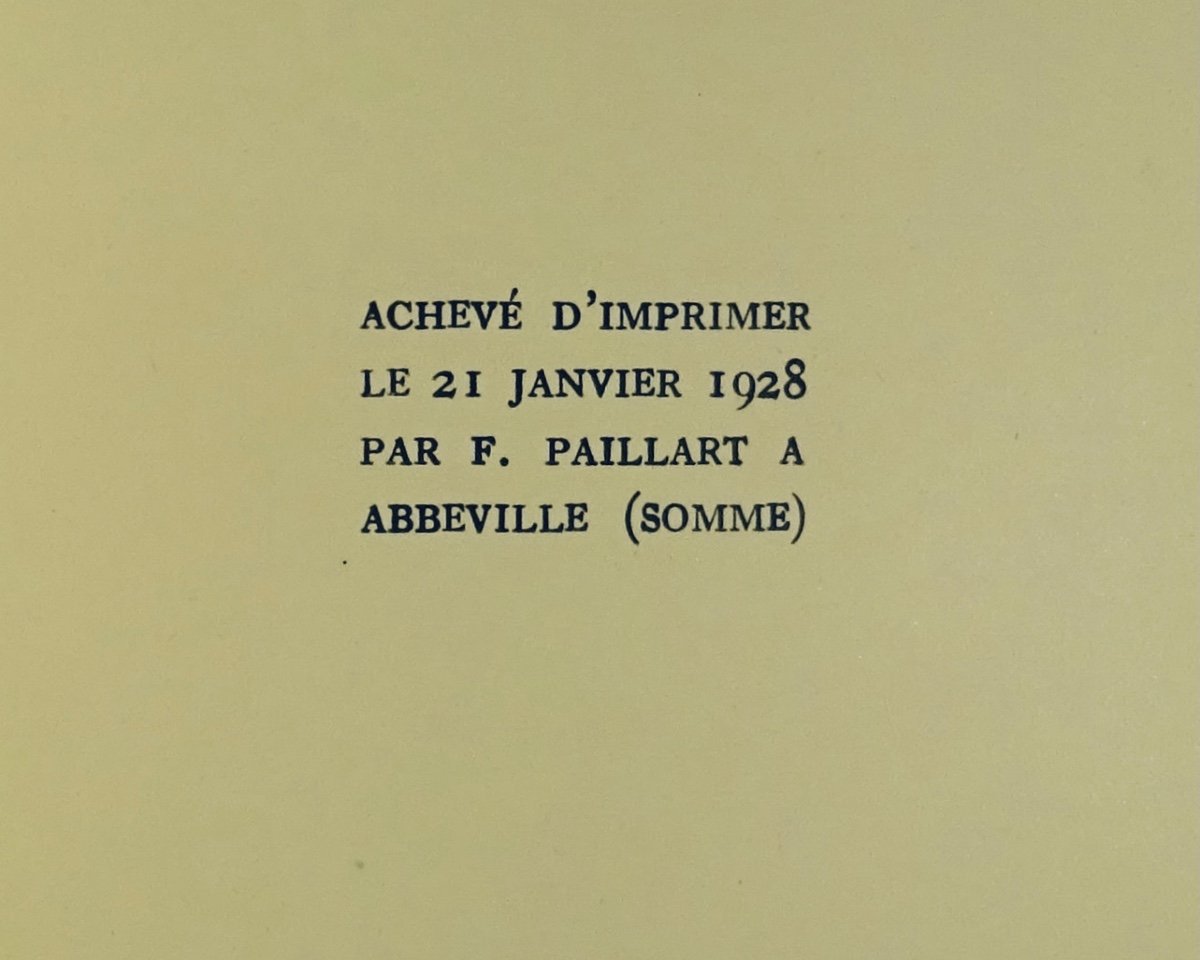 ACHEVÉ D'IMPRIMER
LE 21 JANVIER 1928
PAR F. PAILLART A
ABBEVILLE (SOMME)